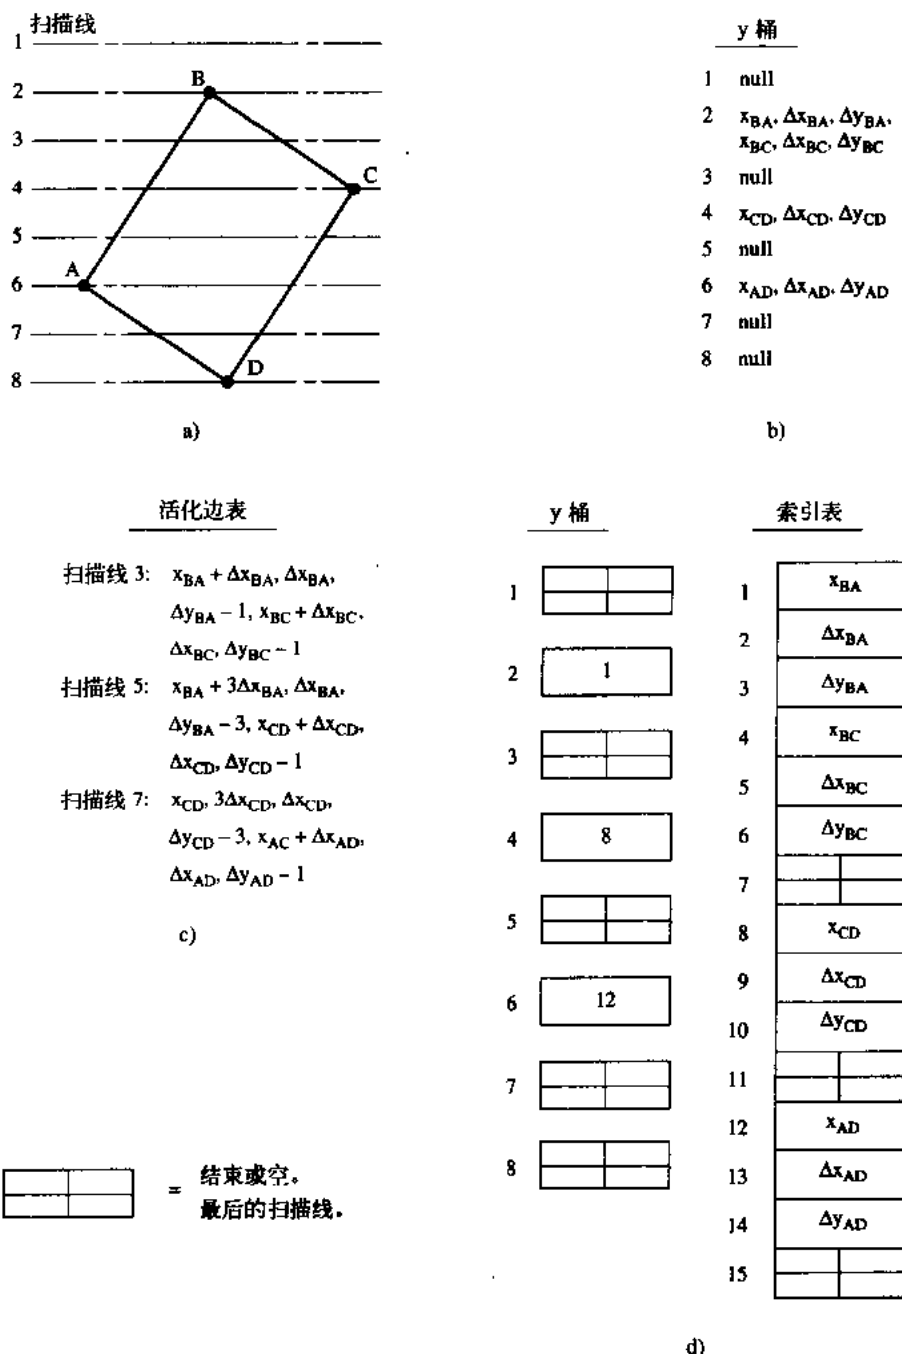 扫描线
1
2
3
4
5
6
7
8
B
C
A
D
a)
y 桶
1 null
2 x_BA, Δx_BA, Δy_BA,
x_BC, Δx_BC, Δy_BC
3 null
4 x_CD, Δx_CD, Δy_CD
5 null
6 x_AD, Δx_AD, Δy_AD
7 null
8 null
b)
活化边表
扫描线 3: x_BA + Δx_BA, Δx_BA,
Δy_BA − 1, x_BC + Δx_BC,
Δx_BC, Δy_BC − 1
扫描线 5: x_BA + 3Δx_BA, Δx_BA,
Δy_BA − 3, x_CD + Δx_CD,
Δx_CD, Δy_CD − 1
扫描线 7: x_CD, 3Δx_CD, Δx_CD,
Δy_CD − 3, x_AC + Δx_AD,
Δx_AD, Δy_AD − 1
c)
= 结束或空。
最后的扫描线。
y 桶
1
2 1
3
4 8
5
6 12
7
8
索引表
1 x_BA
2 Δx_BA
3 Δy_BA
4 x_BC
5 Δx_BC
6 Δy_BC
7
8 x_CD
9 Δx_CD
10 Δy_CD
11
12 x_AD
13 Δx_AD
14 Δy_AD
15
d)